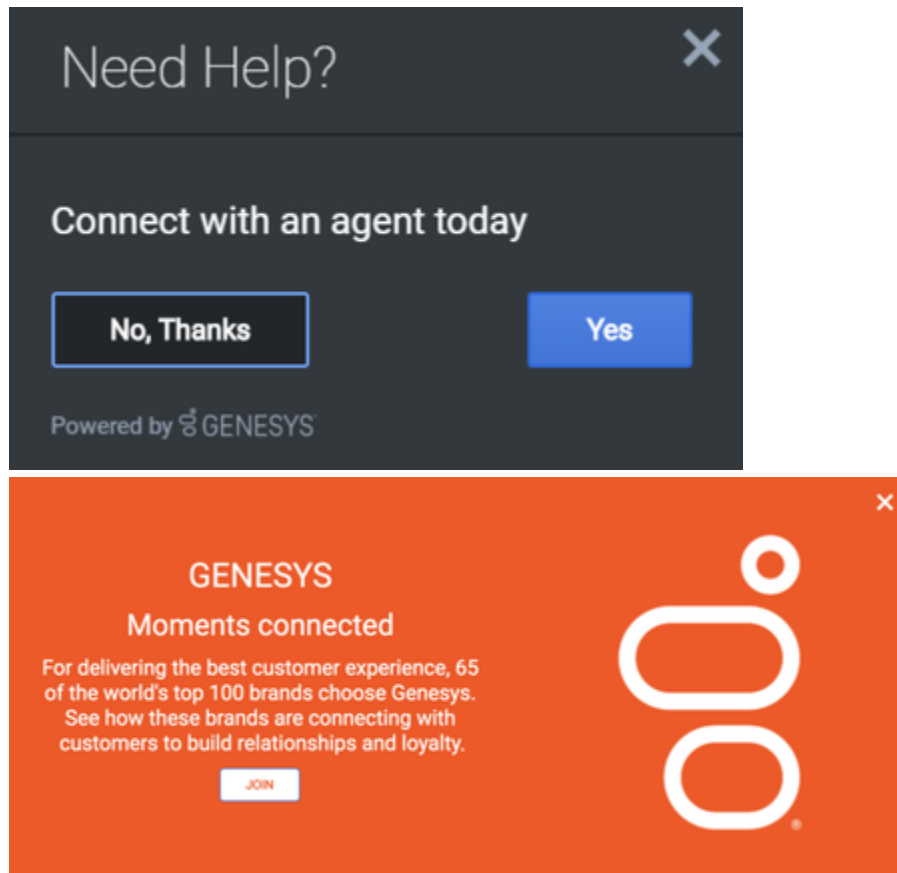 Need Help?
Connect with an agent today
No, Thanks
Yes
Powered by GENESYS
GENESYS
Moments connected
For delivering the best customer experience, 65
of the world's top 100 brands choose Genesys.
See how these brands are connecting with
customers to build relationships and loyalty.
JOIN